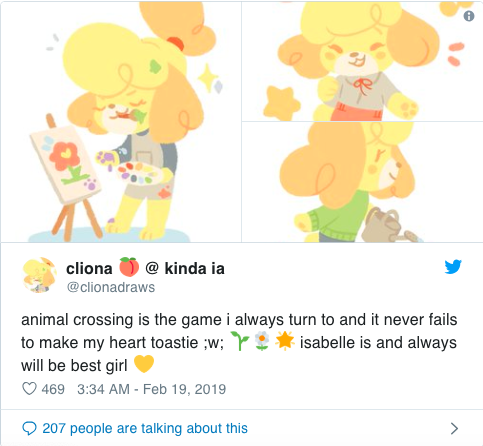 cliona 🍑 @ kinda ia
@clionadraws
animal crossing is the game i always turn to and it never fails
to make my heart toastie ;w; 🌱🌼🌟 isabelle is and always
will be best girl 💛
469 3:34 AM - Feb 19, 2019
207 people are talking about this